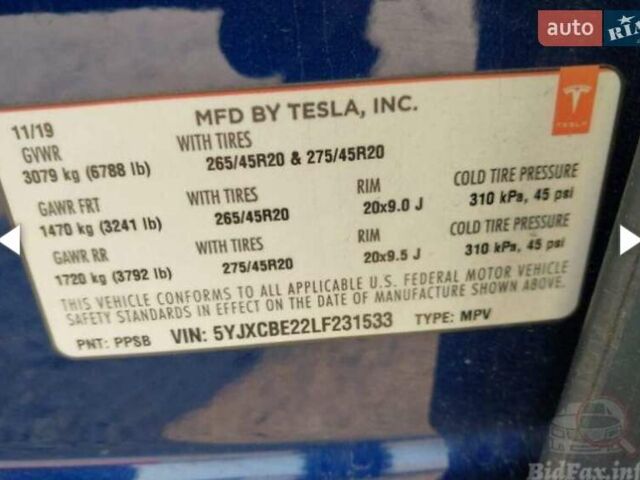 auto RIA
11/19 MFD BY TESLA, INC.
GVWR WITH TIRES
3079 kg (6788 lb) 265/45R20 & 275/45R20
TESLA
GAWR FRT WITH TIRES RIM COLD TIRE PRESSURE
1470 kg (3241 lb) 265/45R20 20x9.0 J 310 kPa, 45 psi
GAWR RR WITH TIRES RIM COLD TIRE PRESSURE
1720 kg (3792 lb) 275/45R20 20x9.5 J 310 kPa, 45 psi
THIS VEHICLE CONFORMS TO ALL APPLICABLE U.S. FEDERAL MOTOR VEHICLE
SAFETY STANDARDS IN EFFECT ON THE DATE OF MANUFACTURE SHOWN ABOVE.
PNT: PPSB VIN: 5YJXCBE22LF231533 TYPE: MPV
BidFax.info